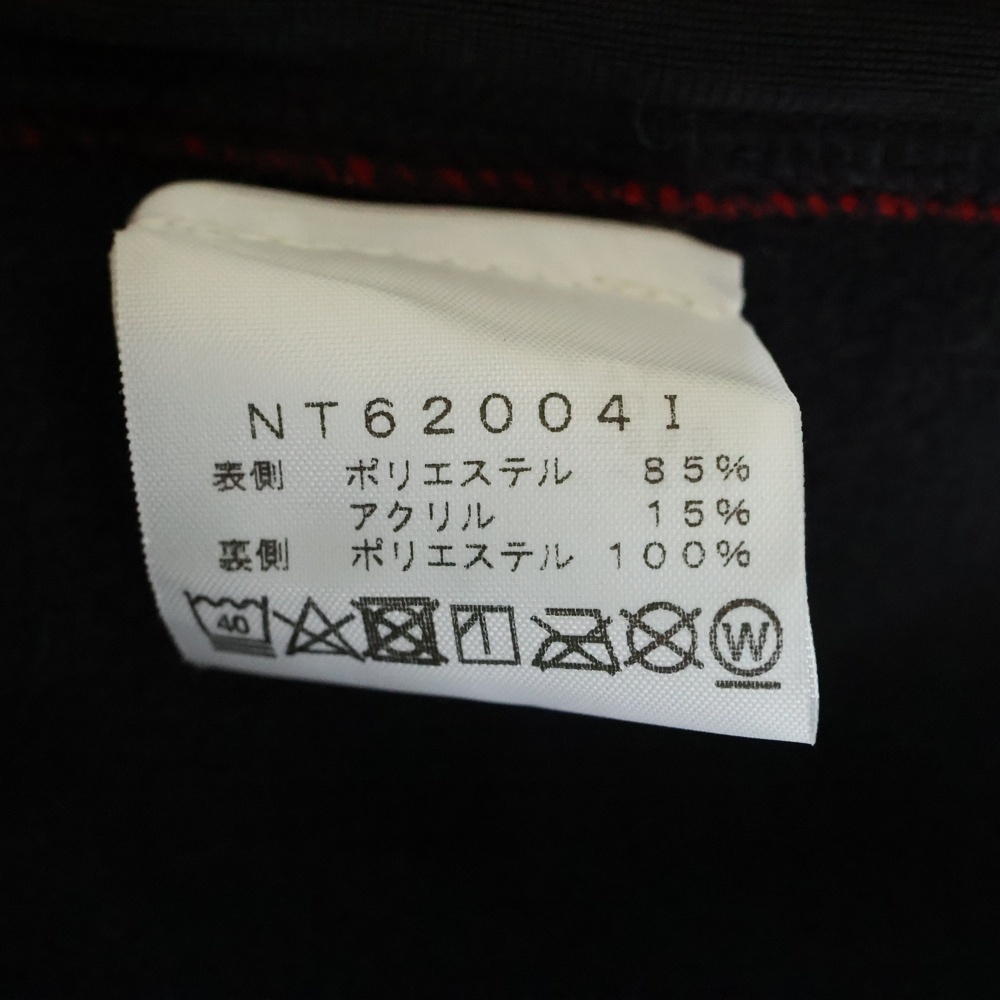 NT62004I
表側 ポリエステル 85%
アクリル 15%
裏側 ポリエステル 100%
40 W